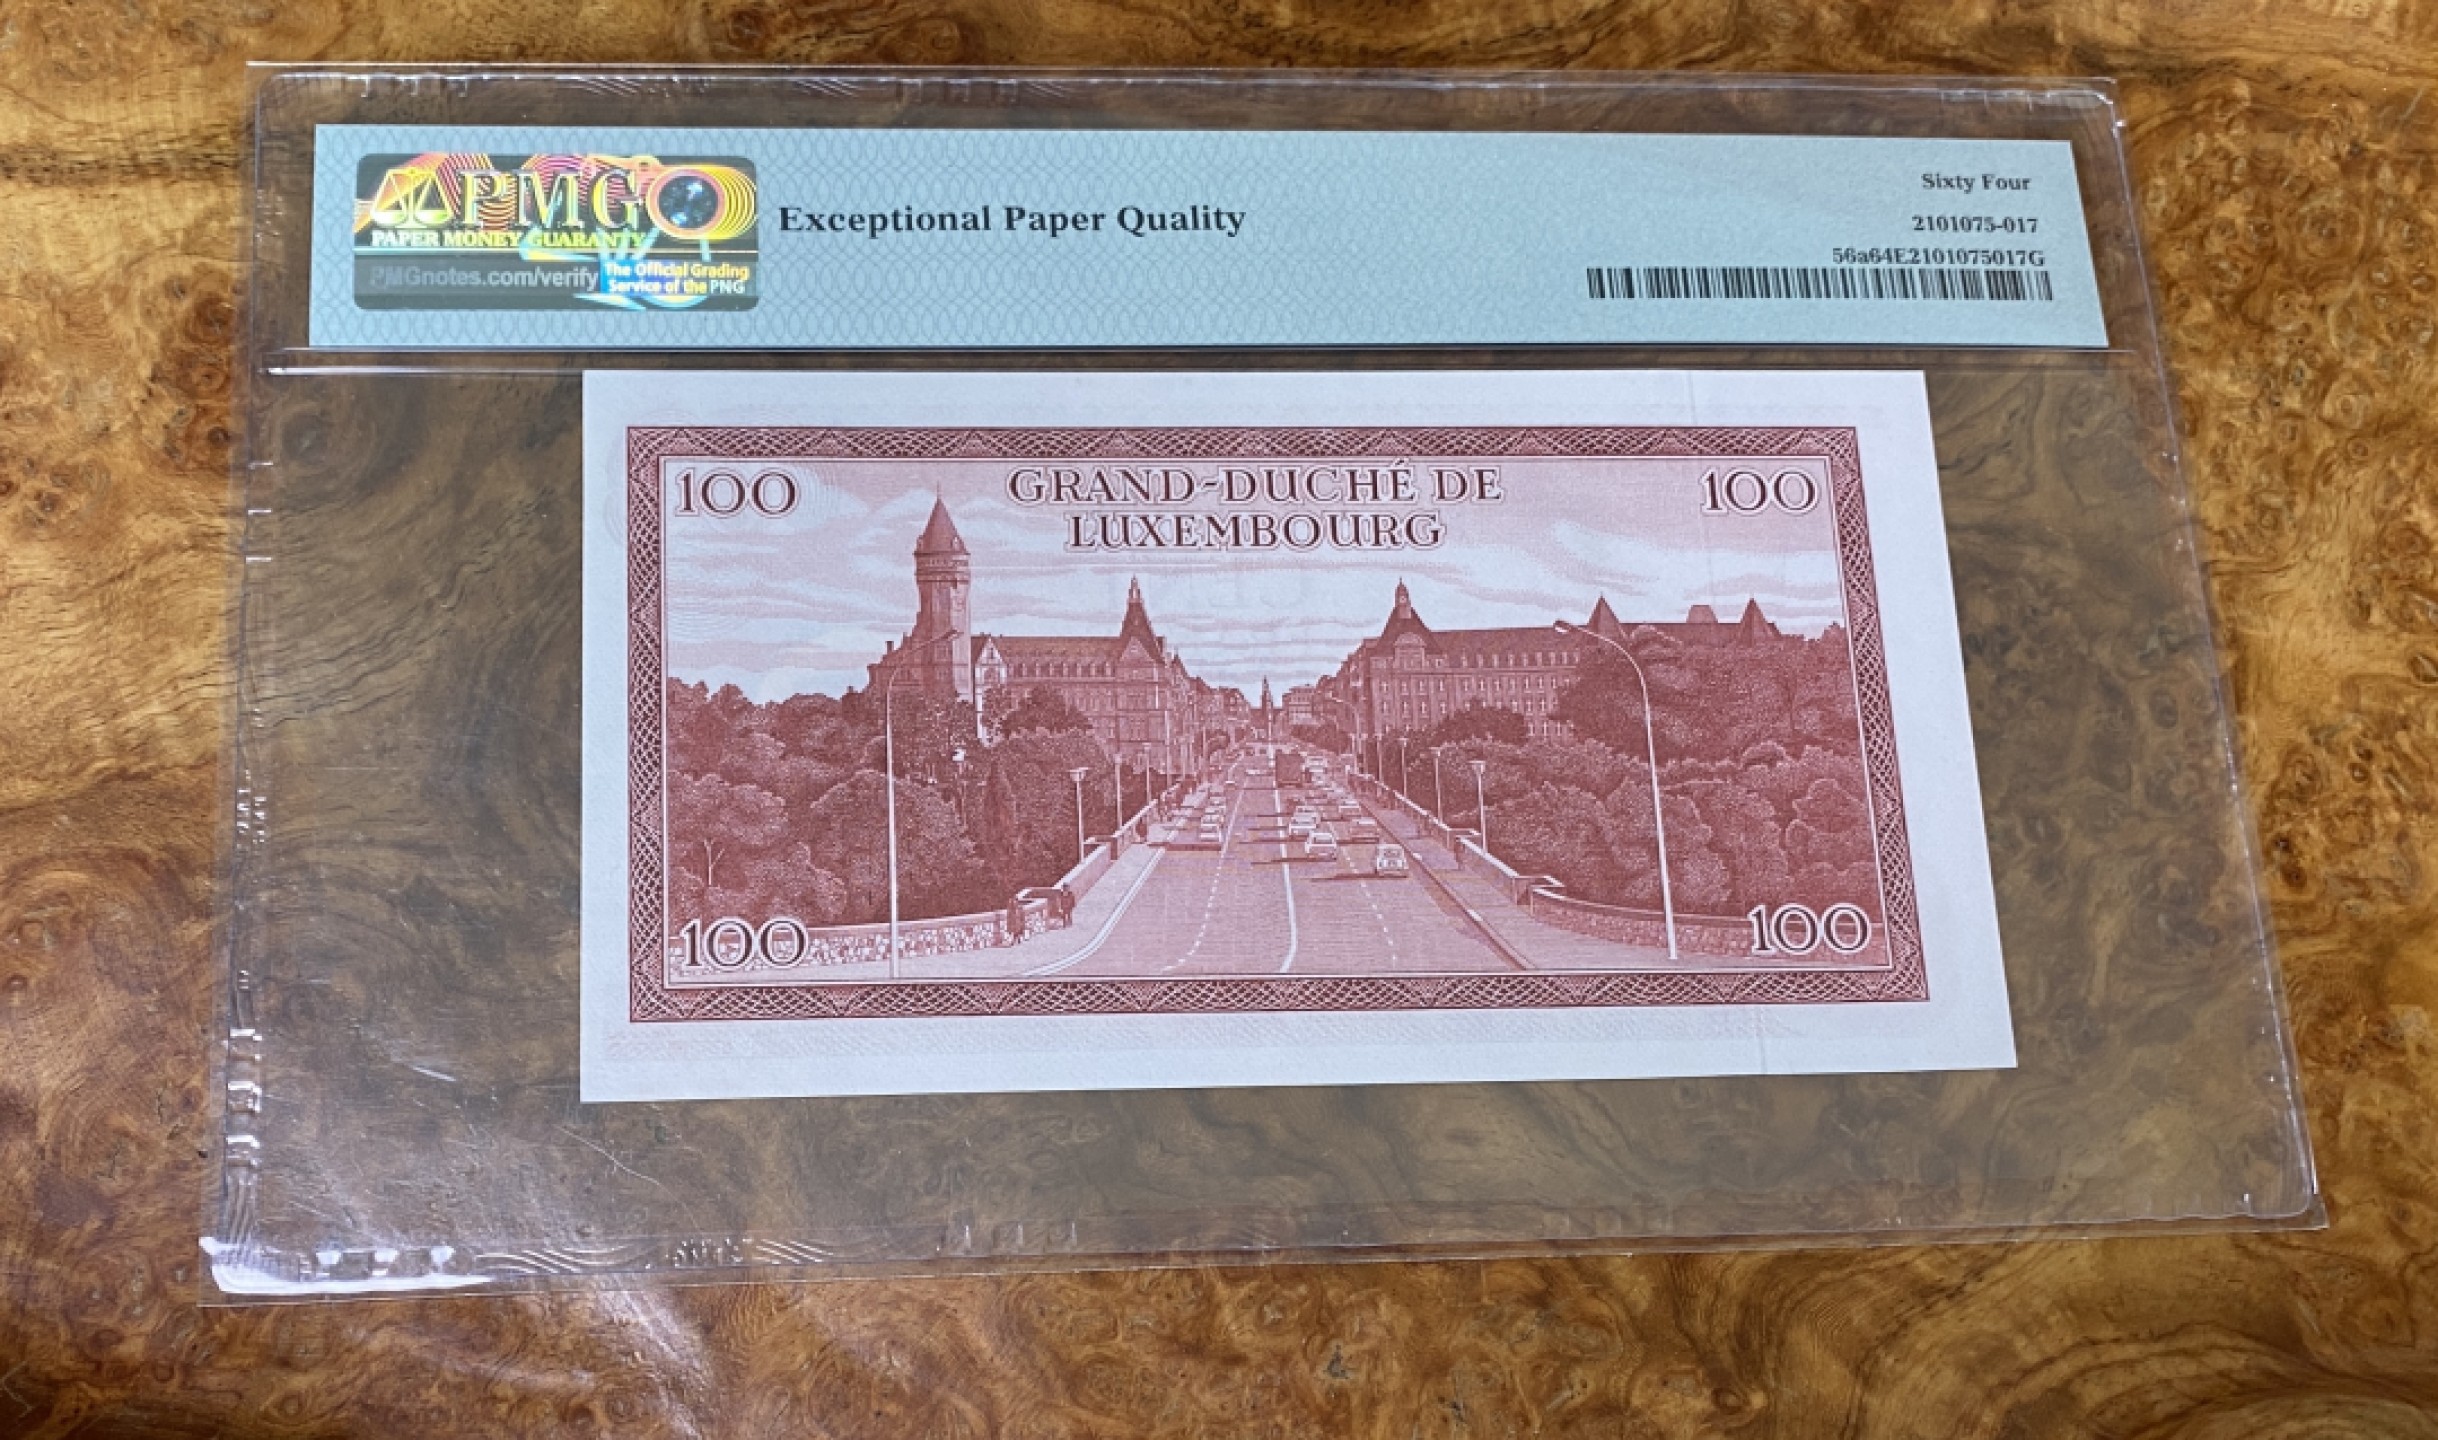 PMG
PAPER MONEY GUARANTY
PMGnotes.com/verify
The Official Grading
Service of the PNG
Exceptional Paper Quality
Sixty Four
2101075-017
56a64E2101075017G
100
GRAND-DUCHÉ DE
LUXEMBOURG
100
100
100